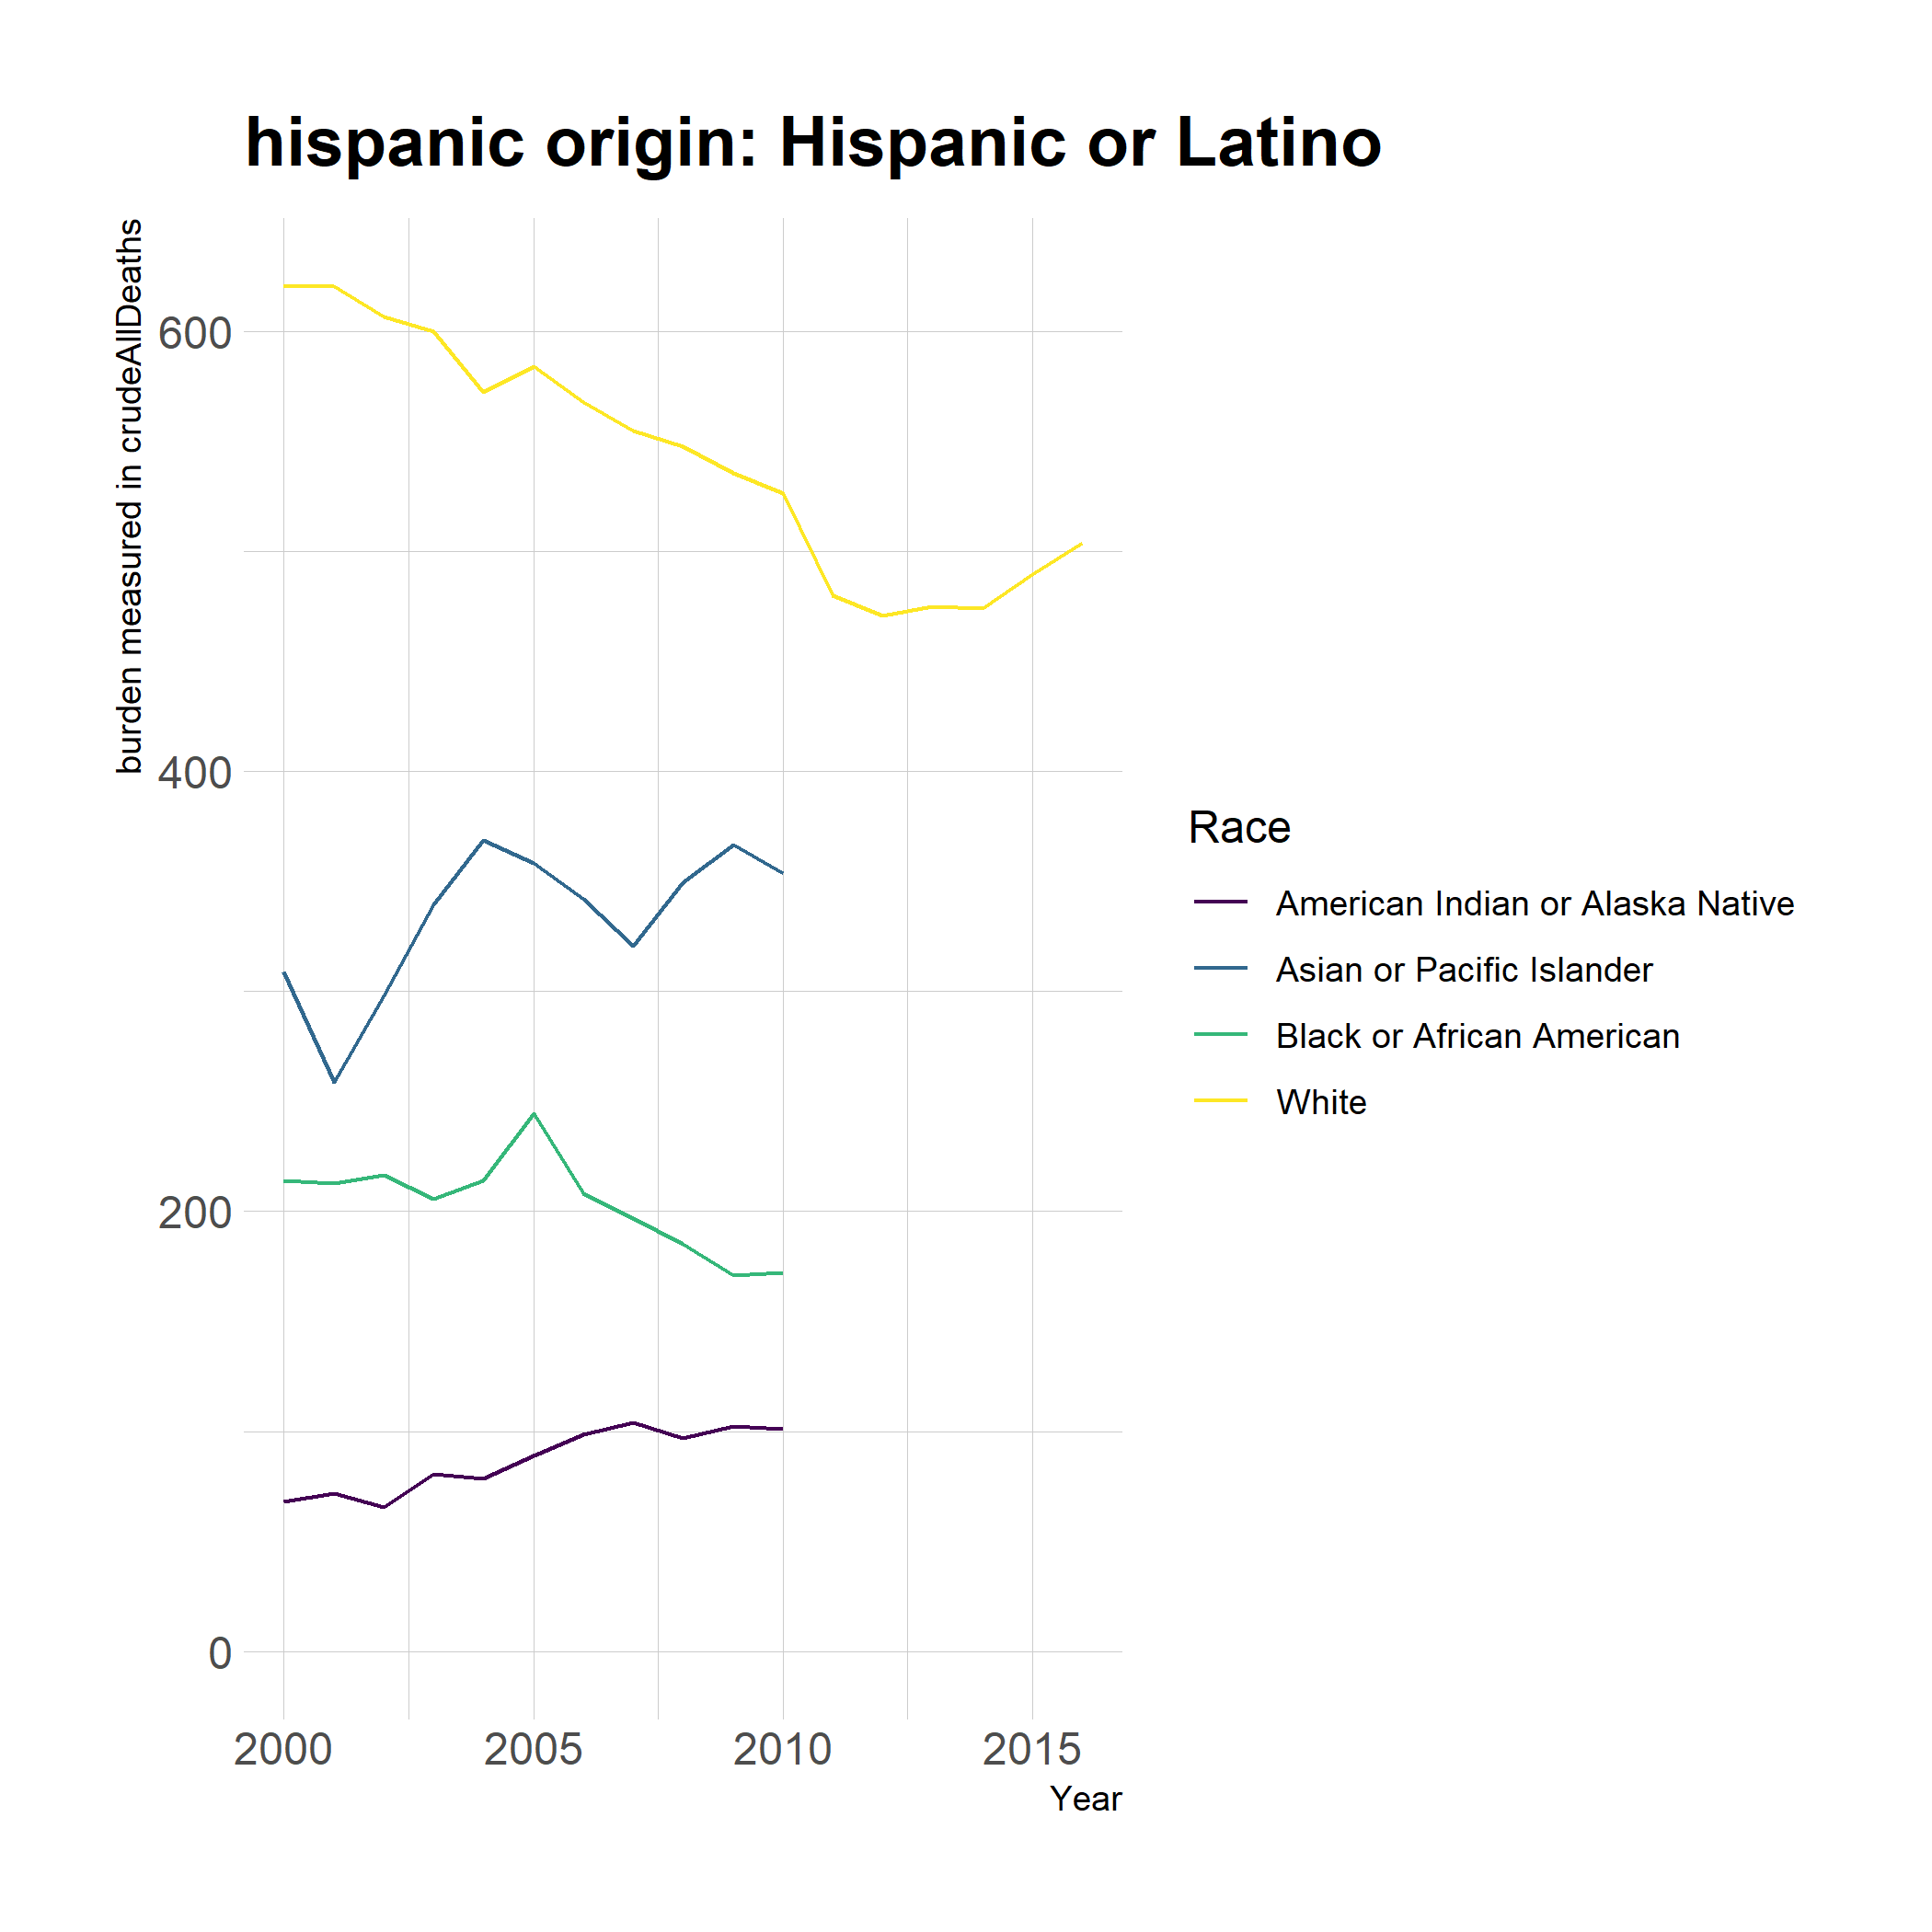 hispanic origin: Hispanic or Latino
burden measured in crudeAllDeaths
600
400
200
0
2000 2005 2010 2015
Year
Race
American Indian or Alaska Native
Asian or Pacific Islander
Black or African American
White